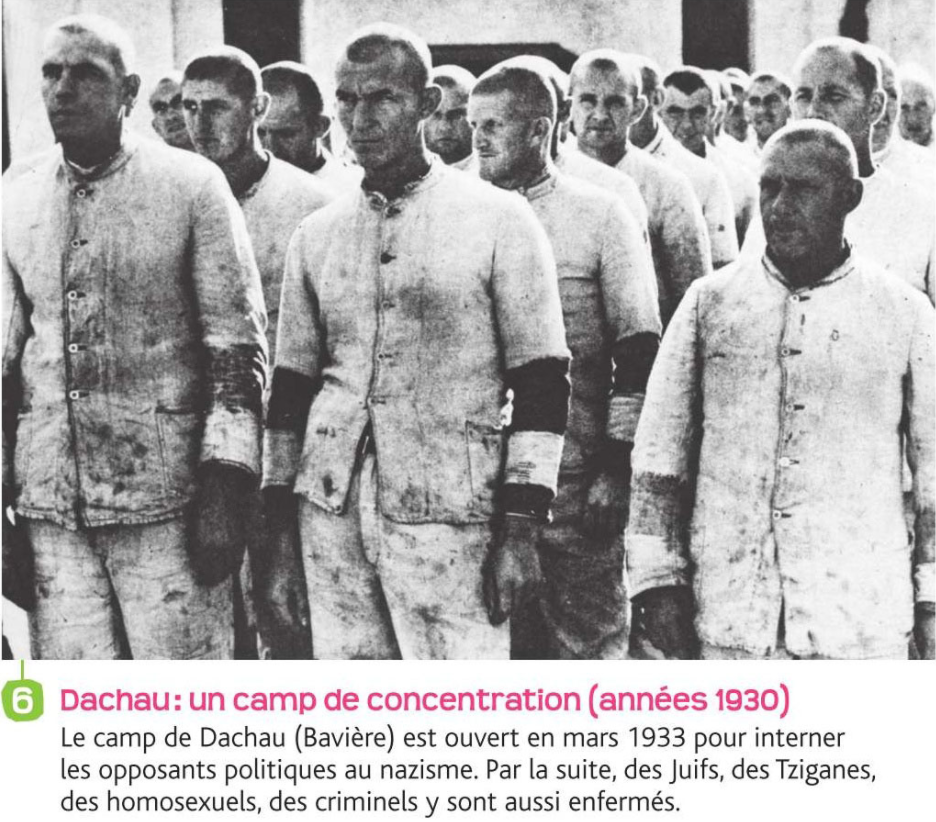 6 Dachau : un camp de concentration (années 1930)
Le camp de Dachau (Bavière) est ouvert en mars 1933 pour interner
les opposants politiques au nazisme. Par la suite, des Juifs, des Tziganes,
des homosexuels, des criminels y sont aussi enfermés.